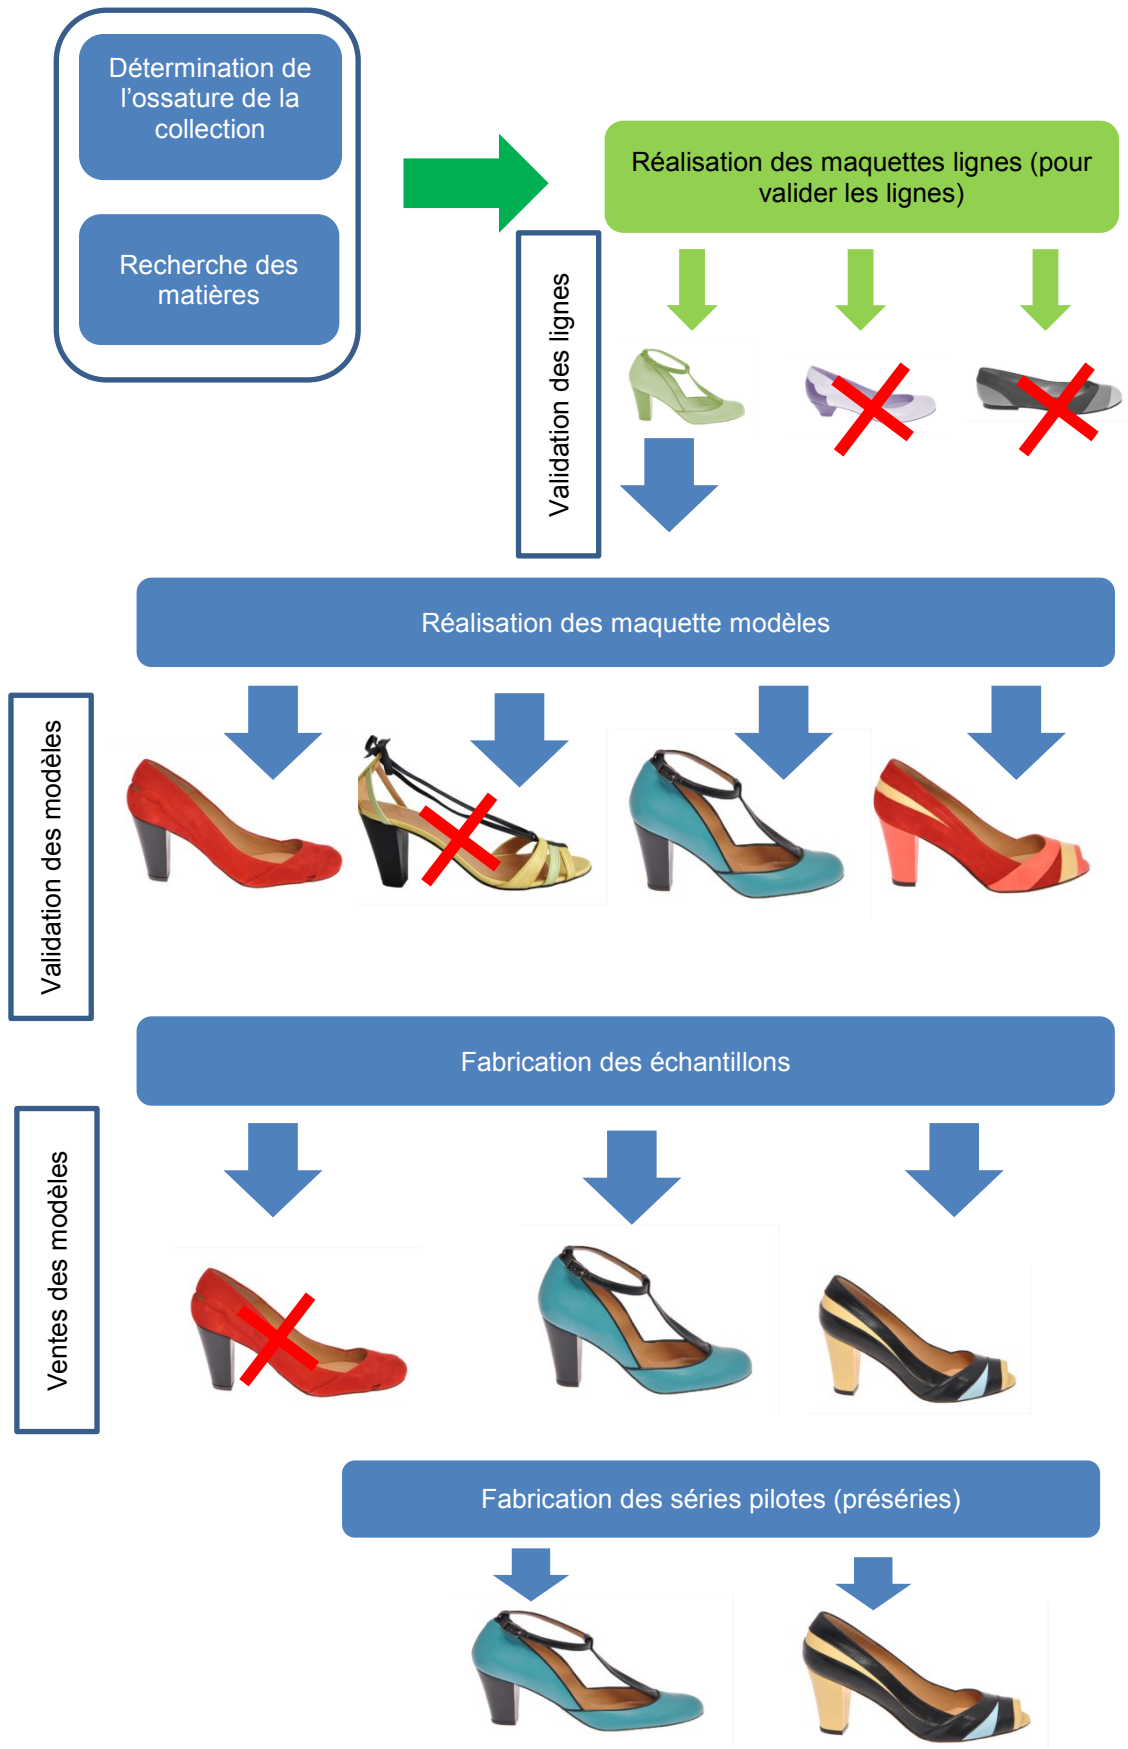 Détermination de
l'ossature de la
collection
Recherche des
matières
Réalisation des maquettes lignes (pour
valider les lignes)
Validation des lignes
Réalisation des maquette modèles
Validation des modèles
Fabrication des échantillons
Ventes des modèles
Fabrication des séries pilotes (préséries)